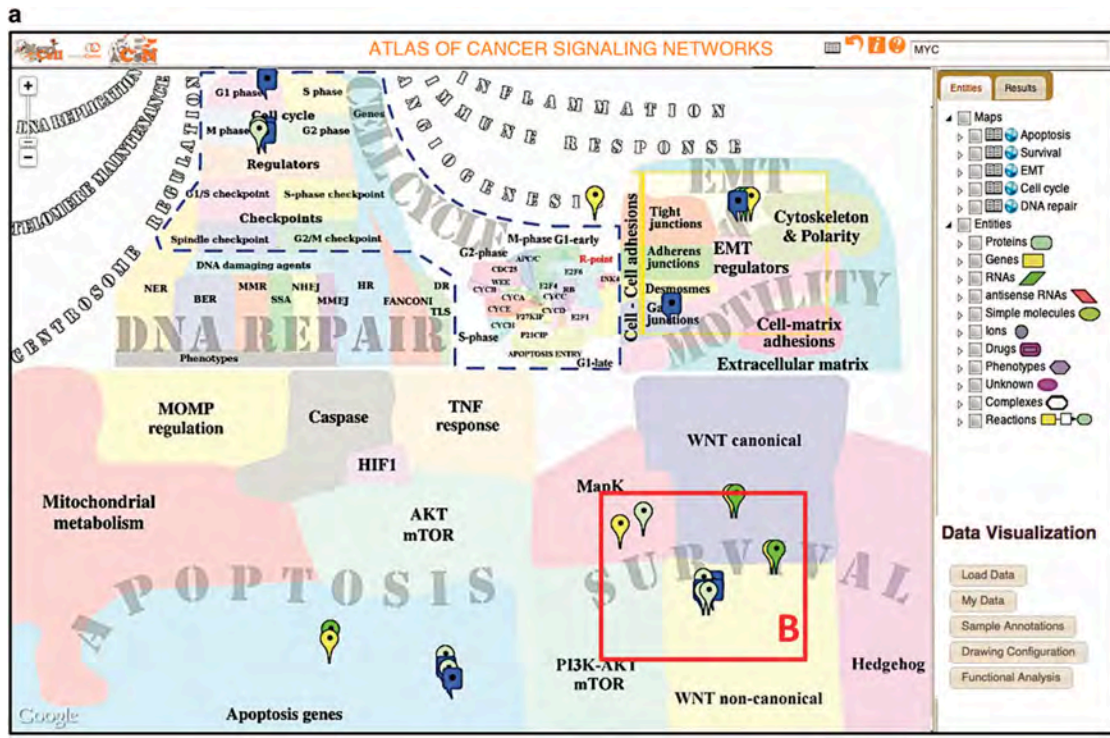 a
ATLAS OF CANCER SIGNALING NETWORKS
MYC
Entities Results
Maps
Apoptosis
Survival
EMT
Cell cycle
DNA repair
Entities
Proteins
Genes
RNAs
antisense RNAs
Simple molecules
Ions
Drugs
Phenotypes
Unknown
Complexes
Reactions
Data Visualization
Load Data
My Data
Sample Annotations
Drawing Configuration
Functional Analysis
DNA REPLICATION
TELOMERE MAINTENANCE
CENTROSOME REGULATION
CELL CYCLE
ANGIOGENESI
IMMUNE RESPONSE
INFLAMMATION
G1 phase S phase
Cell cycle Genes
M phase G2 phase
Regulators
G1/S checkpoint S-phase checkpoint
Checkpoints
Spindle checkpoint G2/M checkpoint
DNA damaging agents
NER BER MMR SSA NHEJ MMEJ HR FANCONI DR TLS
DNA REPAIR
Phenotypes
M-phase G1-early
G2-phase
R-point
APC/C
CDC25
E2F6
WEE
INK4
CYCB
E2F4
RB
CYCA
CYCC
CYCE
CYCD
P27KIP
E2F1
CYCH
P21CIP
S-phase
APOPTOSIS ENTRY
G1-late
EMT
MOTILITY
Cell - Cell adhesions
Tight
junctions
Adherens
junctions
Desmosmes
Ga
junctions
EMT
regulators
Cytoskeleton
& Polarity
Cell-matrix
adhesions
Extracellular matrix
MOMP
regulation
Caspase
TNF
response
HIF1
Mitochondrial
metabolism
AKT
mTOR
APOPTOSIS
Apoptosis genes
WNT canonical
MapK
SURVIVAL
B
PI3K-AKT
mTOR
WNT non-canonical
Hedgehog
Google